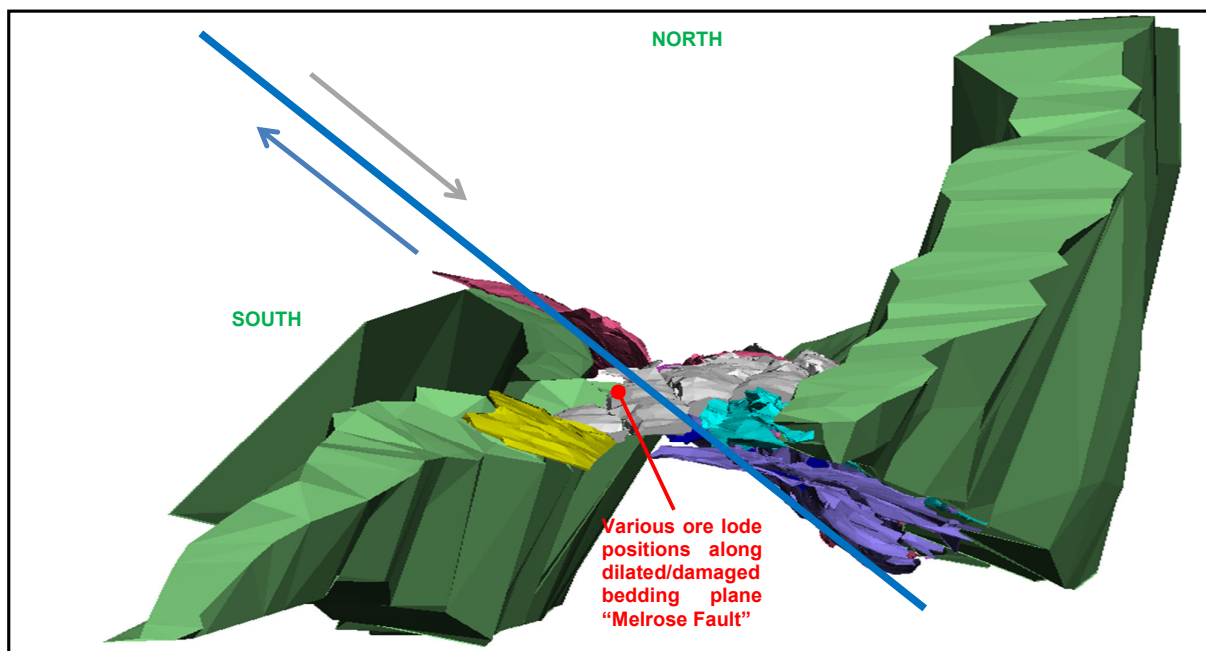 NORTH
SOUTH
Various ore lode
positions along
dilated/damaged
bedding plane
“Melrose Fault”